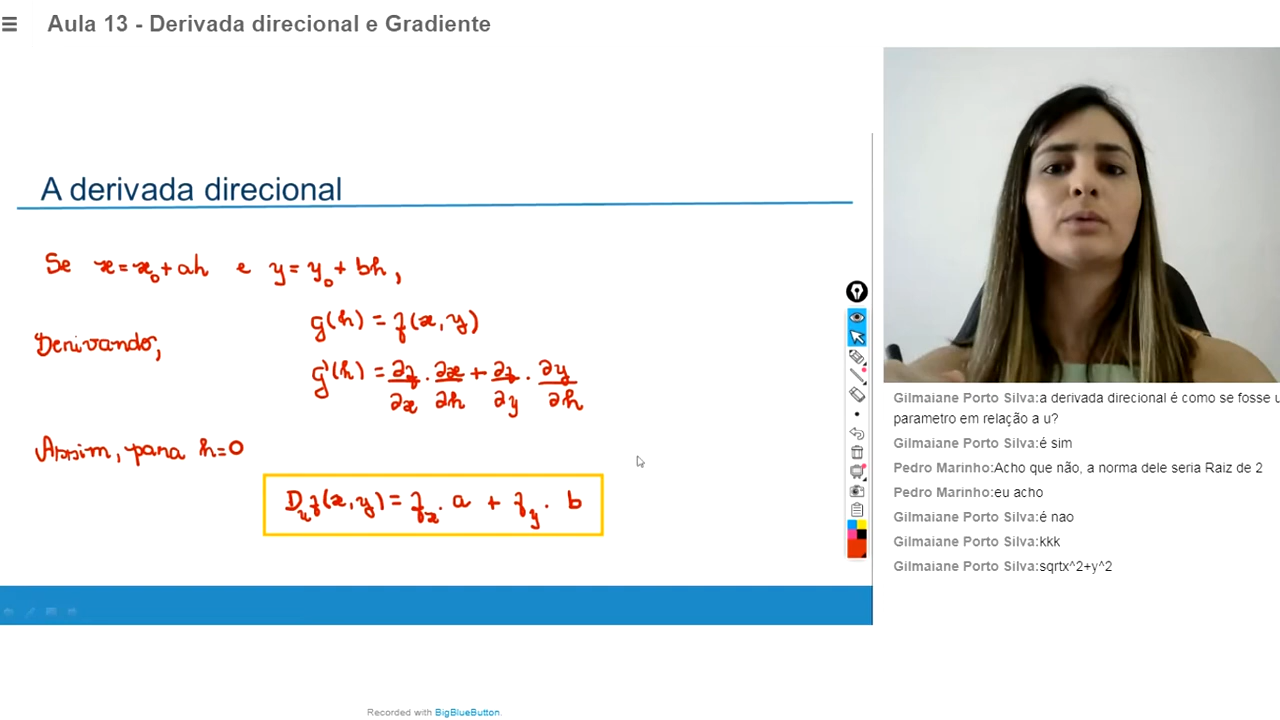 Aula 13 - Derivada direcional e Gradiente
A derivada direcional
Se x = x₀ + ah e y = y₀ + bh,
g(h) = f(x, y)
Derivando,
g'(h) = ∂f/∂x · ∂x/∂h + ∂f/∂y · ∂y/∂h
Assim, para h = 0
Dᵤf(x, y) = fₓ · a + f_y · b
Gilmaiane Porto Silva:a derivada direcional é como se fosse u
parametro em relação a u?
Gilmaiane Porto Silva:é sim
Pedro Marinho:Acho que não, a norma dele seria Raiz de 2
Pedro Marinho:eu acho
Gilmaiane Porto Silva:é nao
Gilmaiane Porto Silva:kkk
Gilmaiane Porto Silva:sqrtx^2+y^2
Recorded with BigBlueButton.